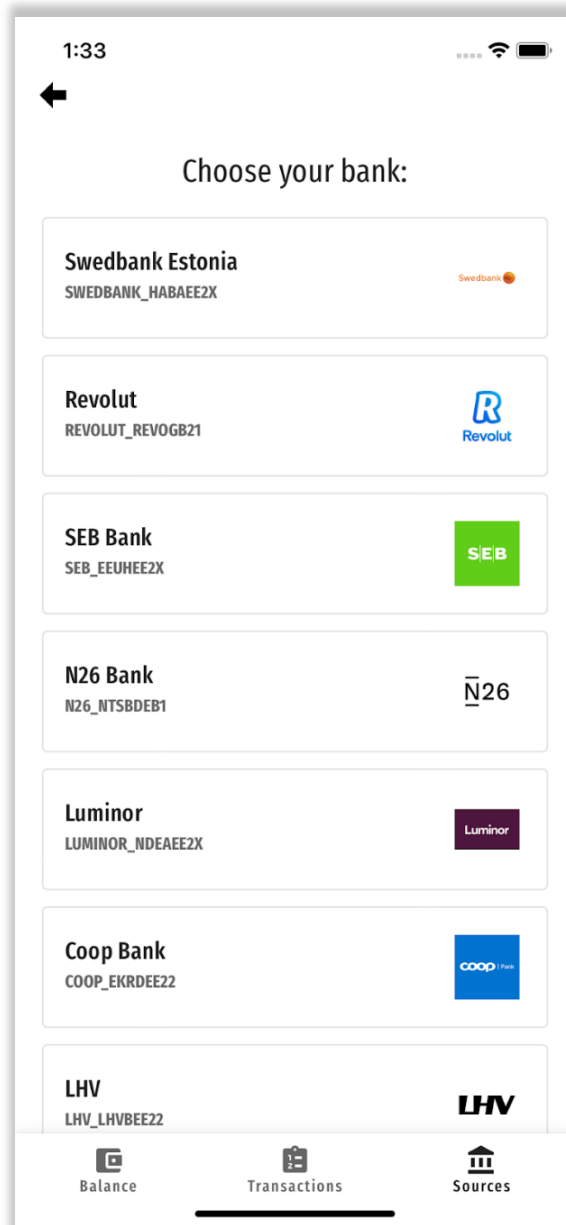 1:33
Choose your bank:
Swedbank Estonia
SWEDBANK_HABAEE2X
Swedbank
Revolut
REVOLUT_REVOGB21
R
Revolut
SEB Bank
SEB_EEUHEE2X
S|E|B
N26 Bank
N26_NTSBDEB1
N26
Luminor
LUMINOR_NDEAEE2X
Luminor
Coop Bank
COOP_EKRDEE22
COOP | Pank
LHV
LHV_LHVBEE22
LHV
Balance
Transactions
Sources